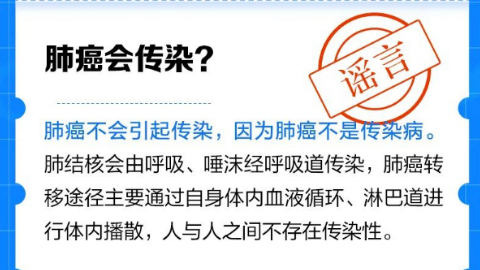 肺癌会传染？
谣言
肺癌不会引起传染，因为肺癌不是传染病。
肺结核会由呼吸、唾沫经呼吸道传染，肺癌转
移途径主要通过自身体内血液循环、淋巴道进
行体内播散，人与人之间不存在传染性。